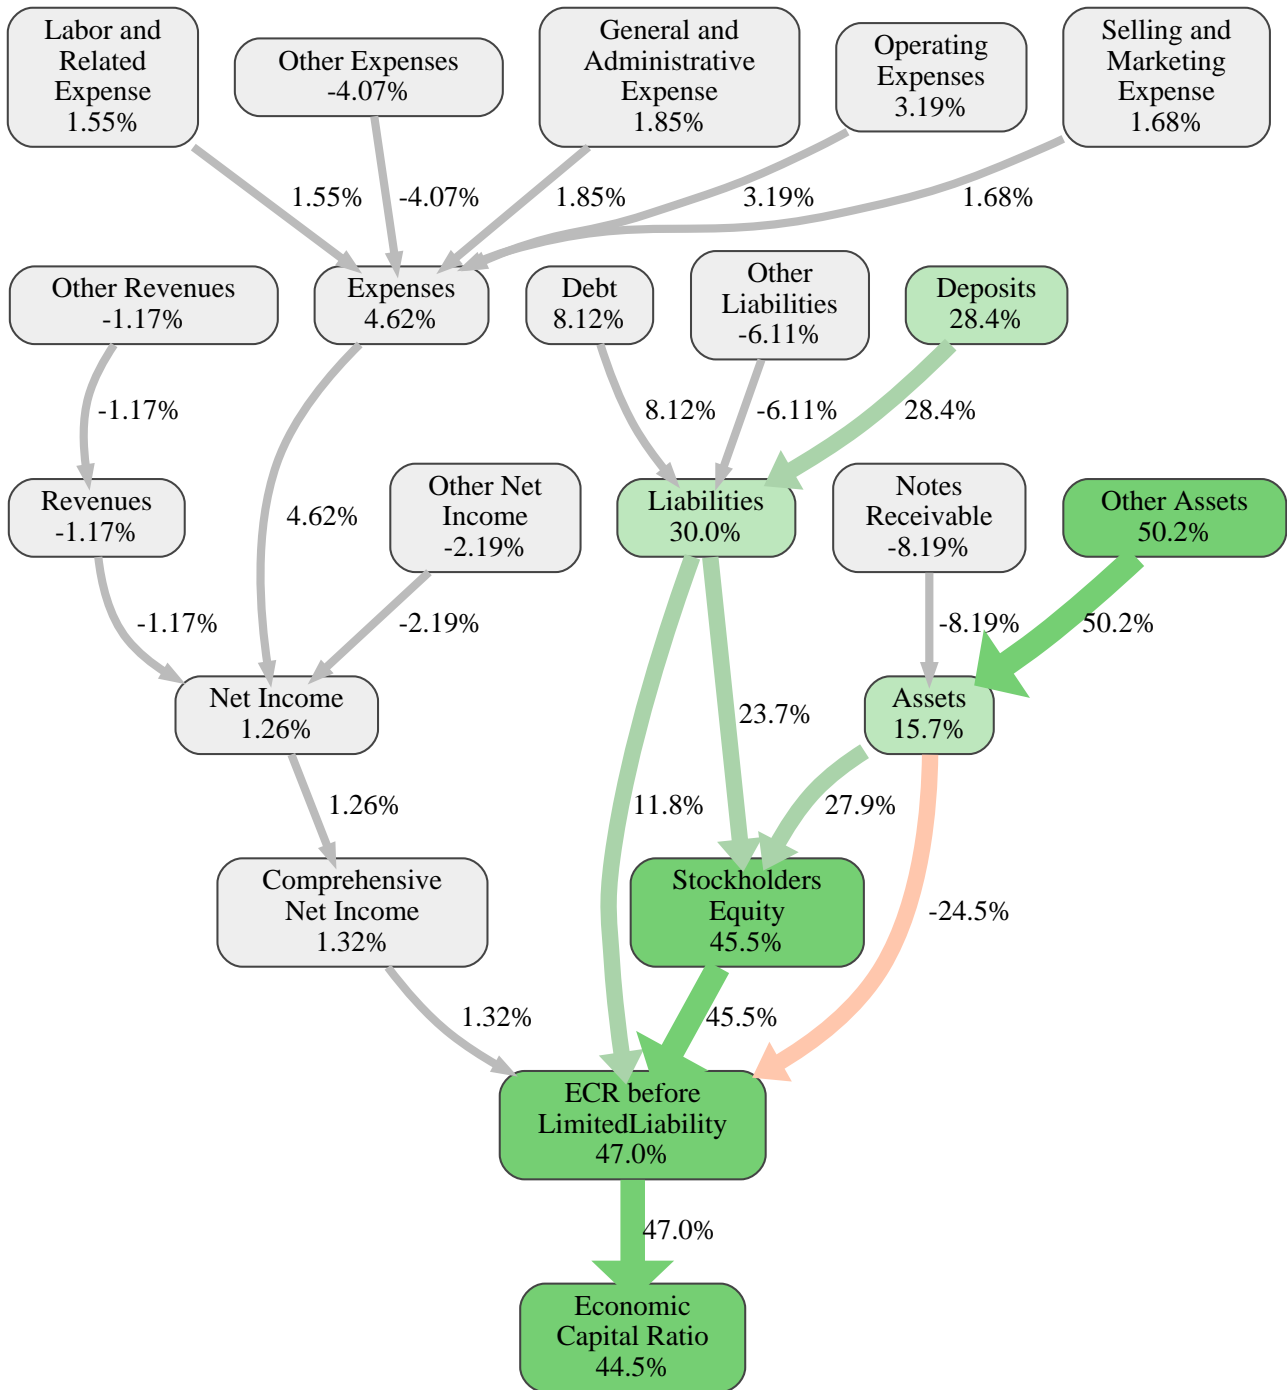 Labor and
Related
Expense
1.55%
Other Expenses
-4.07%
General and
Administrative
Expense
1.85%
Operating
Expenses
3.19%
Selling and
Marketing
Expense
1.68%
1.55%
-4.07%
1.85%
3.19%
1.68%
Other Revenues
-1.17%
Expenses
4.62%
Debt
8.12%
Other
Liabilities
-6.11%
Deposits
28.4%
-1.17%
8.12%
-6.11%
28.4%
Revenues
-1.17%
4.62%
Other Net
Income
-2.19%
Liabilities
30.0%
Notes
Receivable
-8.19%
Other Assets
50.2%
-1.17%
-2.19%
-8.19%
50.2%
Net Income
1.26%
23.7%
Assets
15.7%
1.26%
11.8%
27.9%
Comprehensive
Net Income
1.32%
Stockholders
Equity
45.5%
-24.5%
1.32%
45.5%
ECR before
LimitedLiability
47.0%
47.0%
Economic
Capital Ratio
44.5%